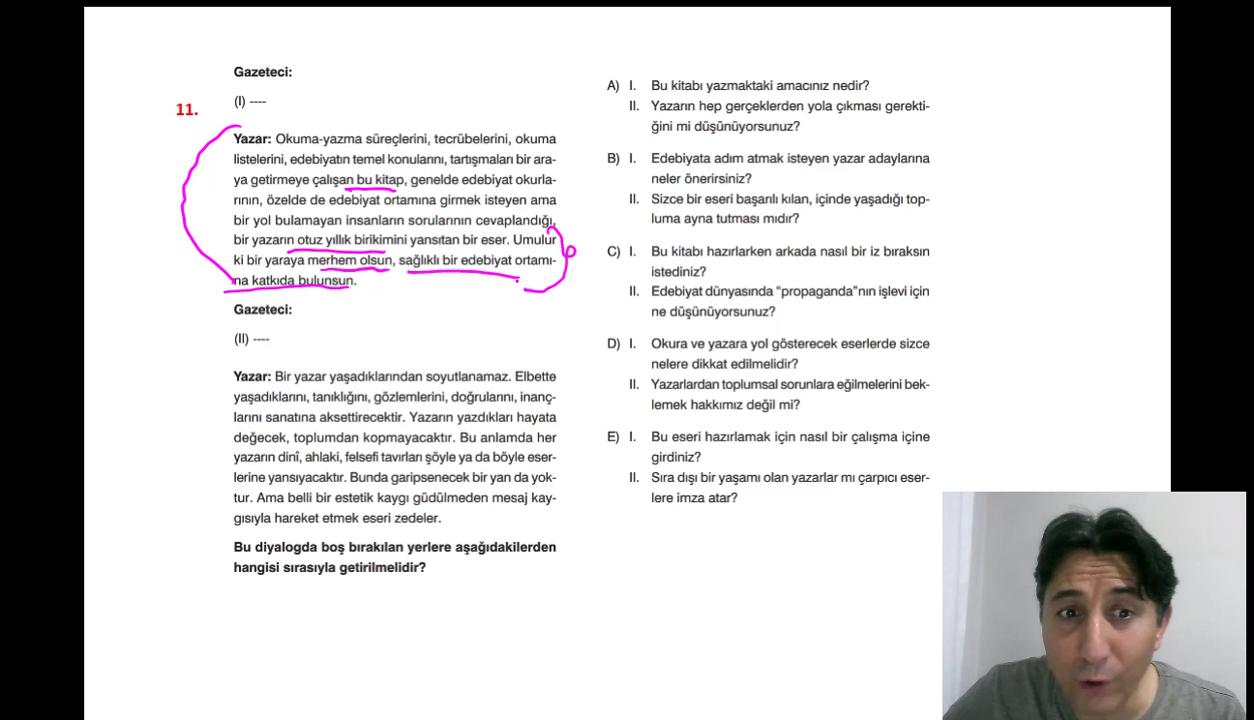 Gazeteci:
(I) ----
11.
Yazar: Okuma-yazma süreçlerini, tecrübelerini, okuma
listelerini, edebiyatın temel konularını, tartışmaları bir ara-
ya getirmeye çalışan bu kitap, genelde edebiyat okurla-
rının, özelde de edebiyat ortamına girmek isteyen ama
bir yol bulamayan insanların sorularının cevaplandığı,
bir yazarın otuz yıllık birikimini yansıtan bir eser. Umulur
ki bir yaraya merhem olsun, sağlıklı bir edebiyat ortamı-
na katkıda bulunsun.
Gazeteci:
(II) ----
Yazar: Bir yazar yaşadıklarından soyutlanamaz. Elbette
yaşadıklarını, tanıklığını, gözlemlerini, doğrularını, inanç-
larını sanatına aksettirecektir. Yazarın yazdıkları hayata
değecek, toplumdan kopmayacaktır. Bu anlamda her
yazarın dinî, ahlaki, felsefi tavırları şöyle ya da böyle eser-
lerine yansıyacaktır. Bunda garipsenecek bir yan da yok-
tur. Ama belli bir estetik kaygı güdülmeden mesaj kay-
gısıyla hareket etmek eseri zedeler.
Bu diyalogda boş bırakılan yerlere aşağıdakilerden
hangisi sırasıyla getirilmelidir?
A) I. Bu kitabı yazmaktaki amacınız nedir?
II. Yazarın hep gerçeklerden yola çıkması gerekti-
ğini mi düşünüyorsunuz?
B) I. Edebiyata adım atmak isteyen yazar adaylarına
neler önerirsiniz?
II. Sizce bir eseri başarılı kılan, içinde yaşadığı top-
luma ayna tutması mıdır?
C) I. Bu kitabı hazırlarken arkada nasıl bir iz bıraksın
istediniz?
II. Edebiyat dünyasında “propaganda”nın işlevi için
ne düşünüyorsunuz?
D) I. Okura ve yazara yol gösterecek eserlerde sizce
nelere dikkat edilmelidir?
II. Yazarlardan toplumsal sorunlara eğilmelerini bek-
lemek hakkımız değil mi?
E) I. Bu eseri hazırlamak için nasıl bir çalışma içine
girdiniz?
II. Sıra dışı bir yaşamı olan yazarlar mı çarpıcı eser-
lere imza atar?